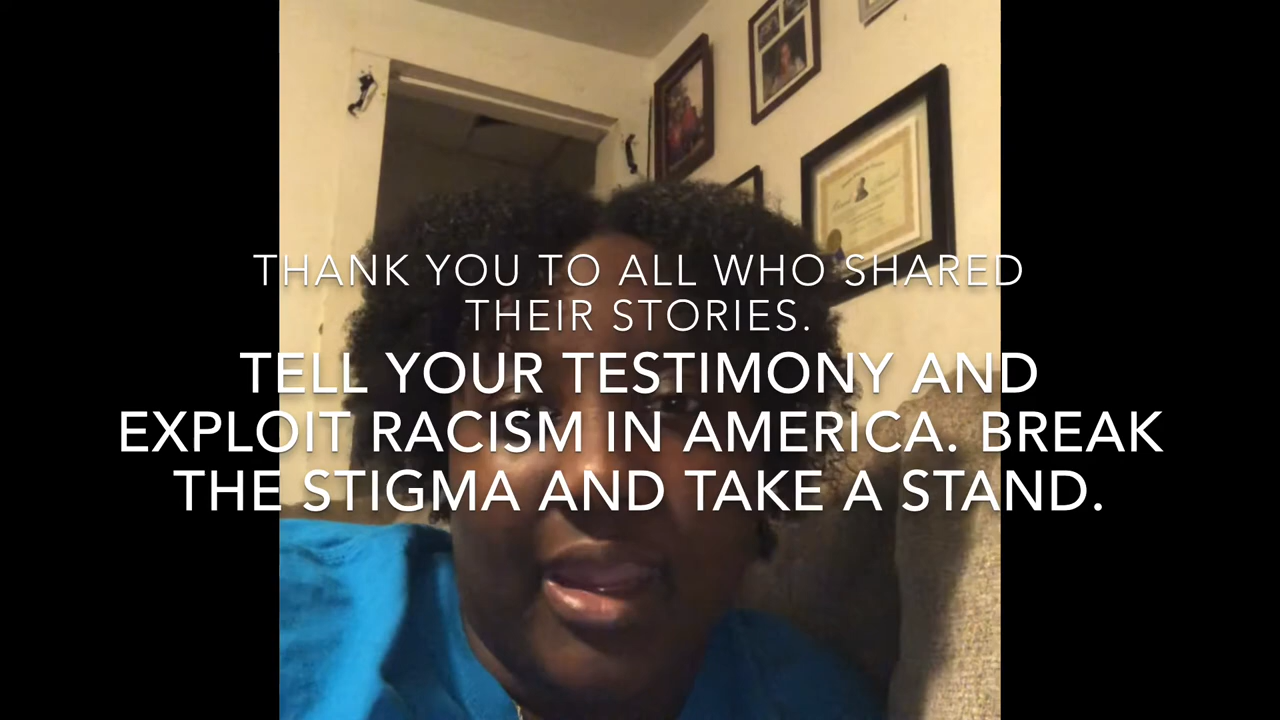 THANK YOU TO ALL WHO SHARED
THEIR STORIES.
TELL YOUR TESTIMONY AND
EXPLOIT RACISM IN AMERICA. BREAK
THE STIGMA AND TAKE A STAND.